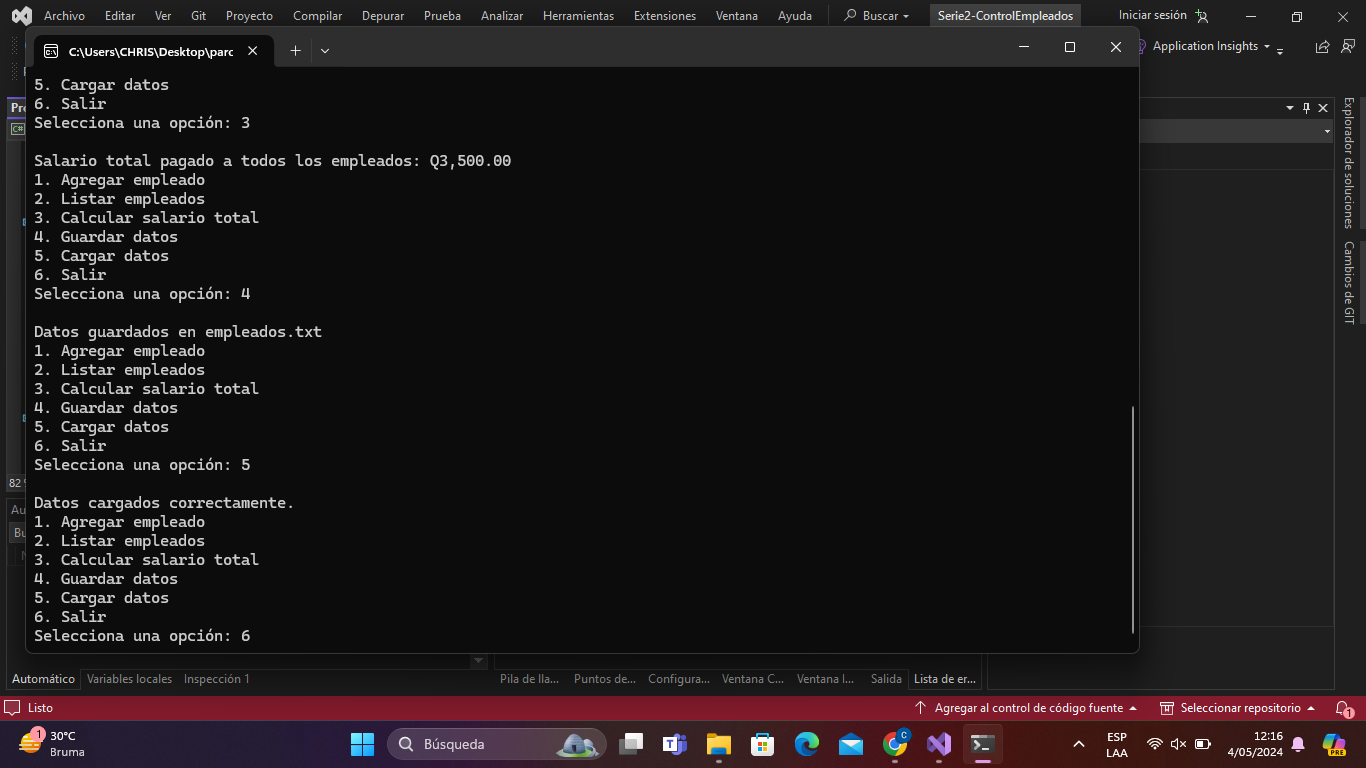 Archivo Editar Ver Git Proyecto Compilar Depurar Prueba Analizar Herramientas Extensiones Ventana Ayuda Buscar Serie2-ControlEmpleados Iniciar sesión
C:\Users\CHRIS\Desktop\parc
Application Insights
5. Cargar datos
6. Salir
Selecciona una opción: 3
Salario total pagado a todos los empleados: Q3,500.00
1. Agregar empleado
2. Listar empleados
3. Calcular salario total
4. Guardar datos
5. Cargar datos
6. Salir
Selecciona una opción: 4
Datos guardados en empleados.txt
1. Agregar empleado
2. Listar empleados
3. Calcular salario total
4. Guardar datos
5. Cargar datos
6. Salir
Selecciona una opción: 5
Datos cargados correctamente.
1. Agregar empleado
2. Listar empleados
3. Calcular salario total
4. Guardar datos
5. Cargar datos
6. Salir
Selecciona una opción: 6
Explorador de soluciones
Cambios de GIT
Pro
C#
82 %
Au
Bu
Automático Variables locales Inspección 1 Pila de lla... Puntos de... Configura... Ventana C... Ventana I... Salida Lista de er...
Listo Agregar al control de código fuente Seleccionar repositorio 1
1 30°C
Bruma
Búsqueda
C
ESP
LAA
12:16
4/05/2024
PRE